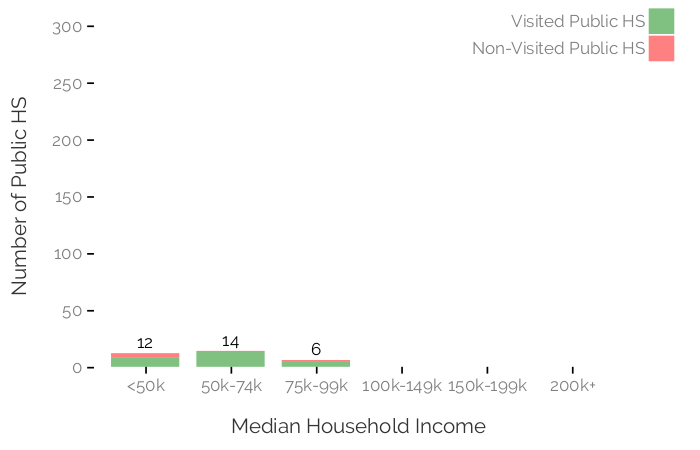 Visited Public HS
Non-Visited Public HS
Number of Public HS
300
250
200
150
100
50
0
12
14
6
<50k
50k-74k
75k-99k
100k-149k
150k-199k
200k+
Median Household Income